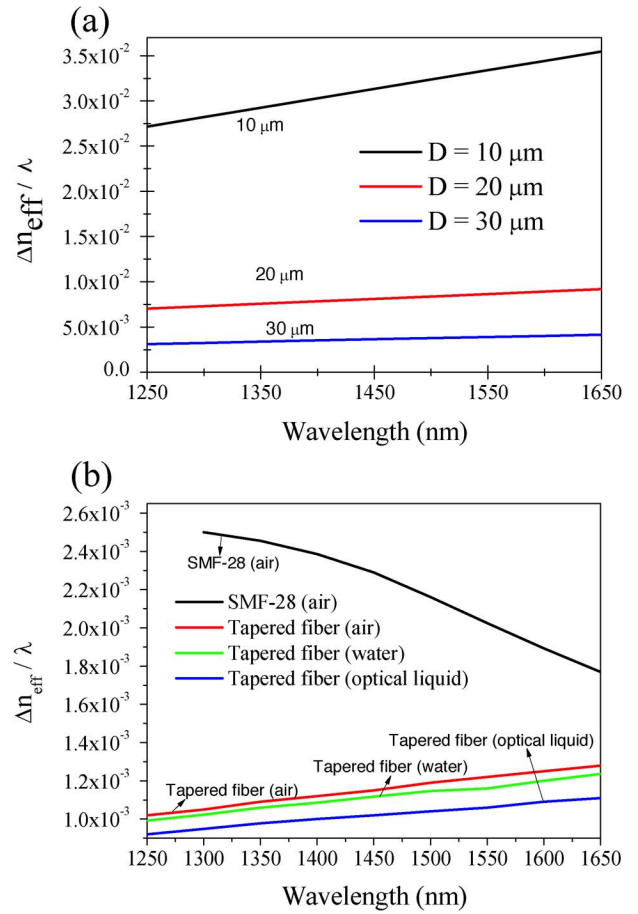 (a)
3.5x10⁻²
3.0x10⁻²
2.5x10⁻²
2.0x10⁻²
1.5x10⁻²
1.0x10⁻²
5.0x10⁻³
0.0
Δn_eff / λ
10 μm
D = 10 μm
D = 20 μm
D = 30 μm
20 μm
30 μm
1250 1350 1450 1550 1650
Wavelength (nm)
(b)
2.6x10⁻³
2.4x10⁻³
2.2x10⁻³
2.0x10⁻³
1.8x10⁻³
1.6x10⁻³
1.4x10⁻³
1.2x10⁻³
1.0x10⁻³
Δn_eff / λ
SMF-28 (air)
SMF-28 (air)
Tapered fiber (air)
Tapered fiber (water)
Tapered fiber (optical liquid)
Tapered fiber (optical liquid)
Tapered fiber (water)
Tapered fiber (air)
1250 1300 1350 1400 1450 1500 1550 1600 1650
Wavelength (nm)